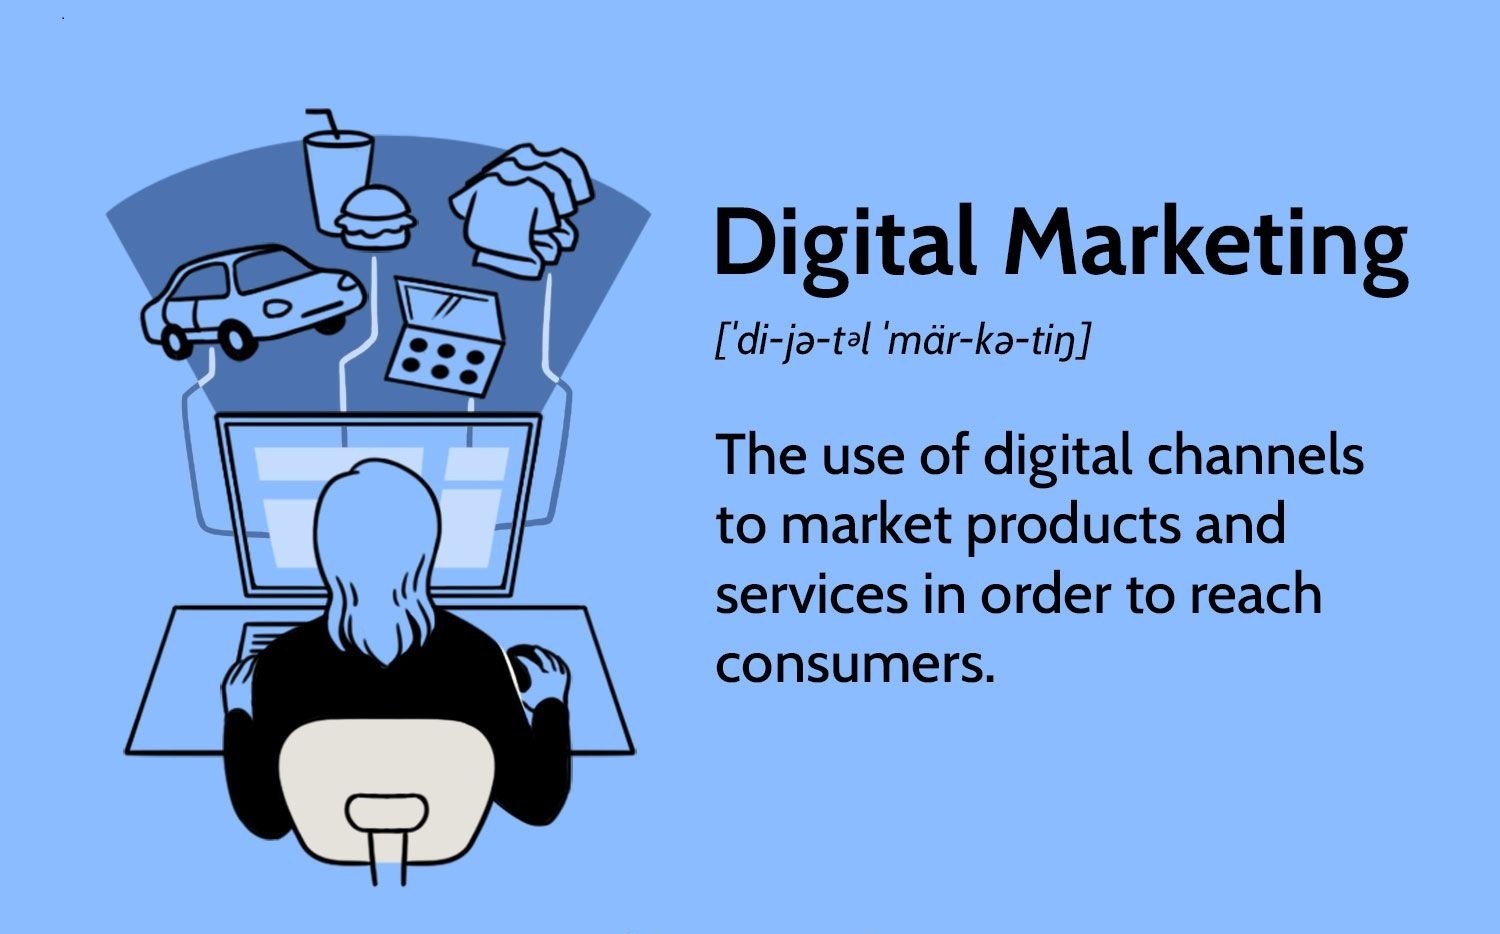 Digital Marketing
[ˈdi-jə-tᵊl ˈmär-kə-tiŋ]
The use of digital channels
to market products and
services in order to reach
consumers.